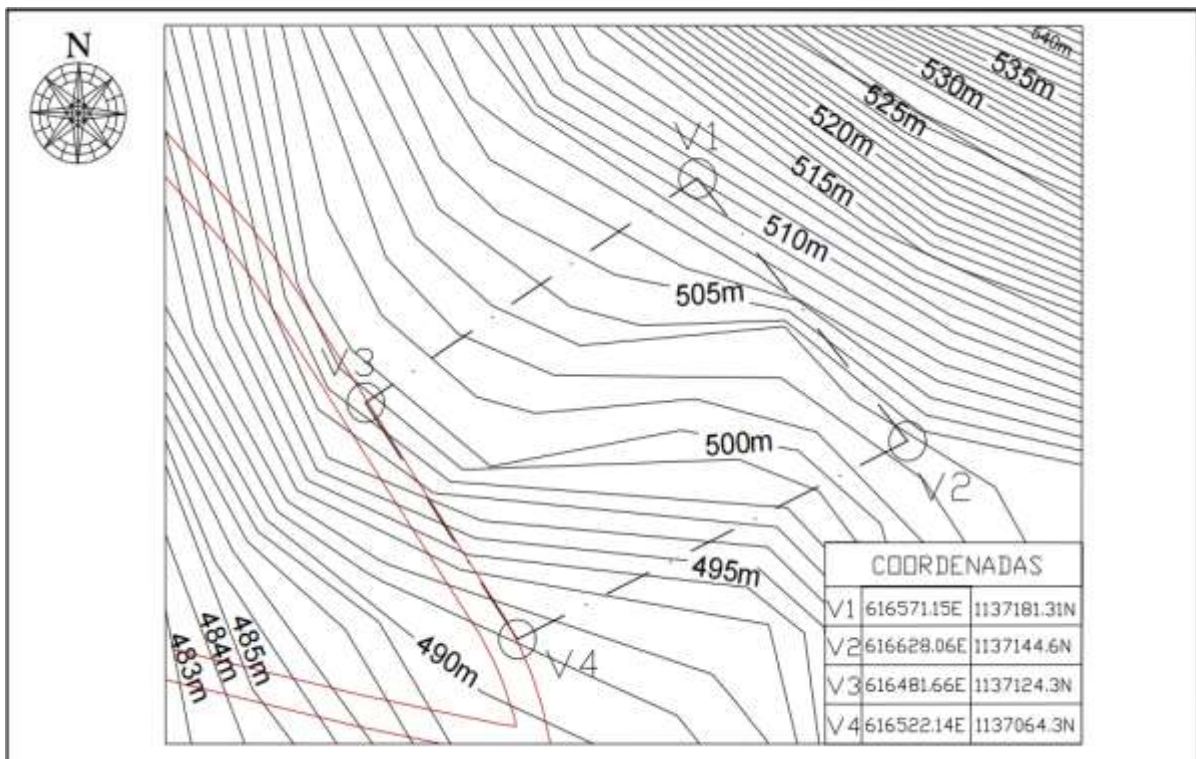 N
540m
535m
530m
525m
520m
515m
510m
V1
505m
V3
500m
V2
495m
V4
490m
485m
484m
483m
COORDENADAS
V1 616571.15E 1137181.31N
V2 616628.06E 1137144.6N
V3 616481.66E 1137124.3N
V4 616522.14E 1137064.3N